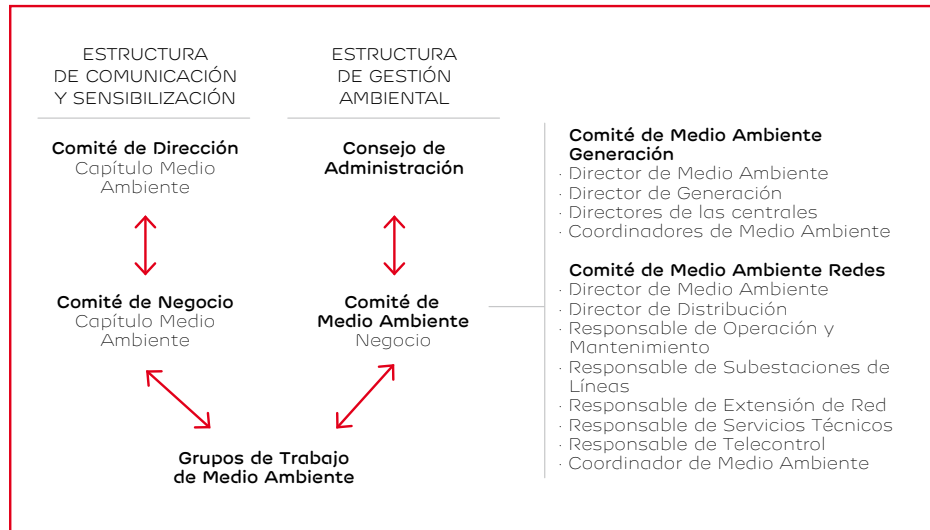 ESTRUCTURA
DE COMUNICACIÓN
Y SENSIBILIZACIÓN
Comité de Dirección
Capítulo Medio
Ambiente
Comité de Negocio
Capítulo Medio
Ambiente
ESTRUCTURA
DE GESTIÓN
AMBIENTAL
Consejo de
Administración
Comité de
Medio Ambiente
Negocio
Grupos de Trabajo
de Medio Ambiente
Comité de Medio Ambiente
Generación
· Director de Medio Ambiente
· Director de Generación
· Directores de las centrales
· Coordinadores de Medio Ambiente
Comité de Medio Ambiente Redes
· Director de Medio Ambiente
· Director de Distribución
· Responsable de Operación y
Mantenimiento
· Responsable de Subestaciones de
Líneas
· Responsable de Extensión de Red
· Responsable de Servicios Técnicos
· Responsable de Telecontrol
· Coordinador de Medio Ambiente